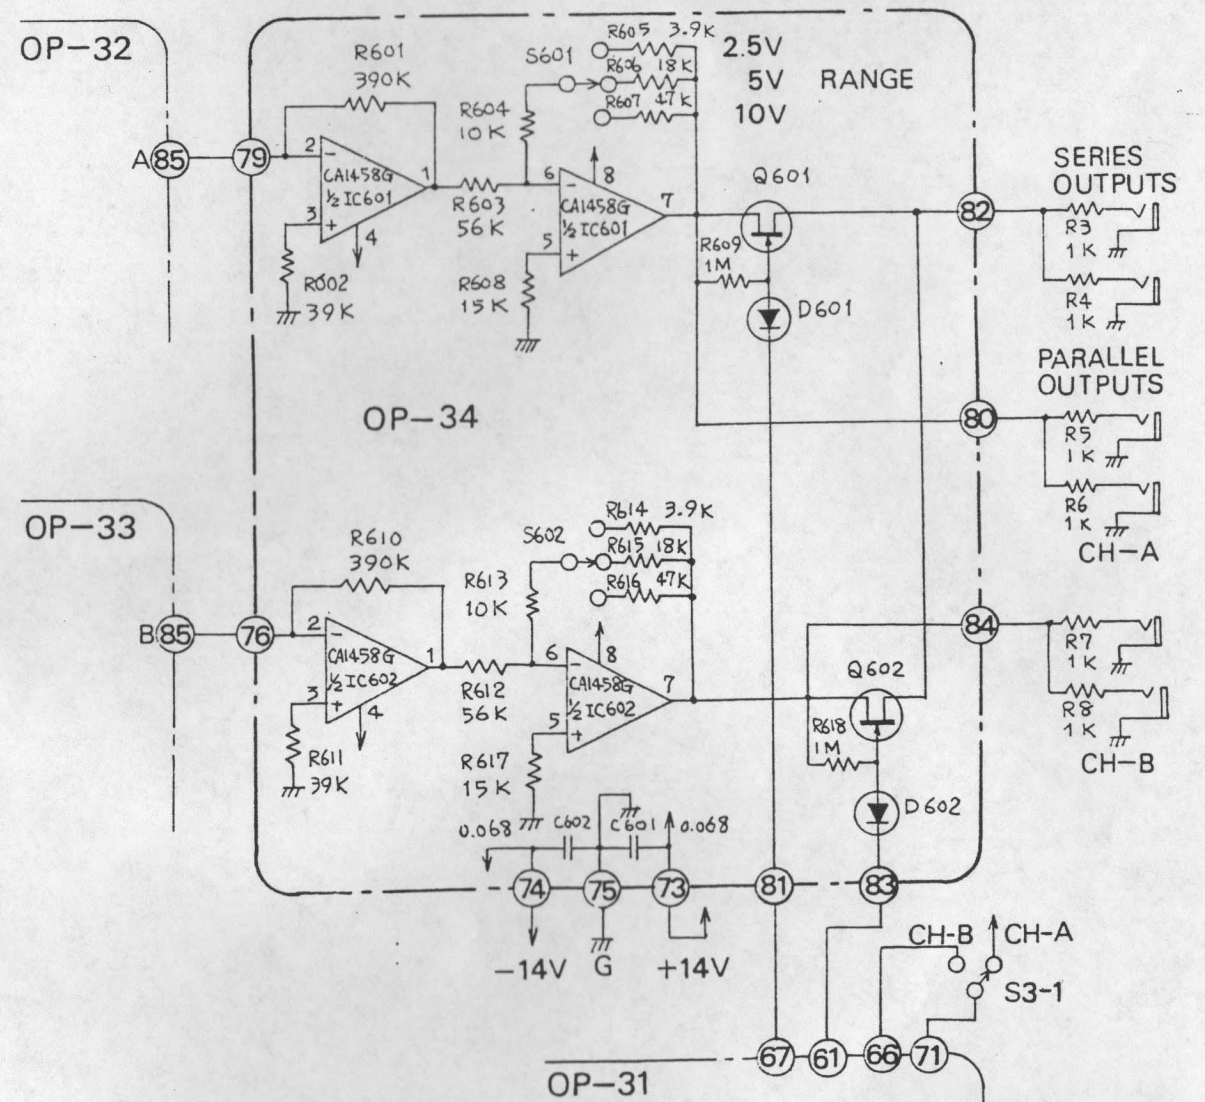 OP-32
A 85
79
R601
390K
2
-
CA1458G
½ IC601
1
3
+
4
R002
39K
R603
56K
R604
10K
S601
R605 3.9K
R606 18K
R607 47K
2.5V
5V
10V
RANGE
6
-
8
CA1458G
½ IC601
7
5
+
R608
15K
Q601
R609
1M
D601
82
SERIES
OUTPUTS
R3
1K
R4
1K
PARALLEL
OUTPUTS
80
R5
1K
R6
1K
CH-A
OP-34
OP-33
B 85
76
R610
390K
2
-
CA1458G
½ IC602
1
3
+
4
R611
39K
R612
56K
R613
10K
S602
R614 3.9K
R615 18K
R616 47K
6
-
8
CA1458G
½ IC602
7
5
+
R617
15K
Q602
R618
1M
D602
84
R7
1K
R8
1K
CH-B
0.068
C602
C601
0.068
74
75
73
81
83
-14V
G
+14V
CH-B
CH-A
S3-1
67
61
66
71
OP-31